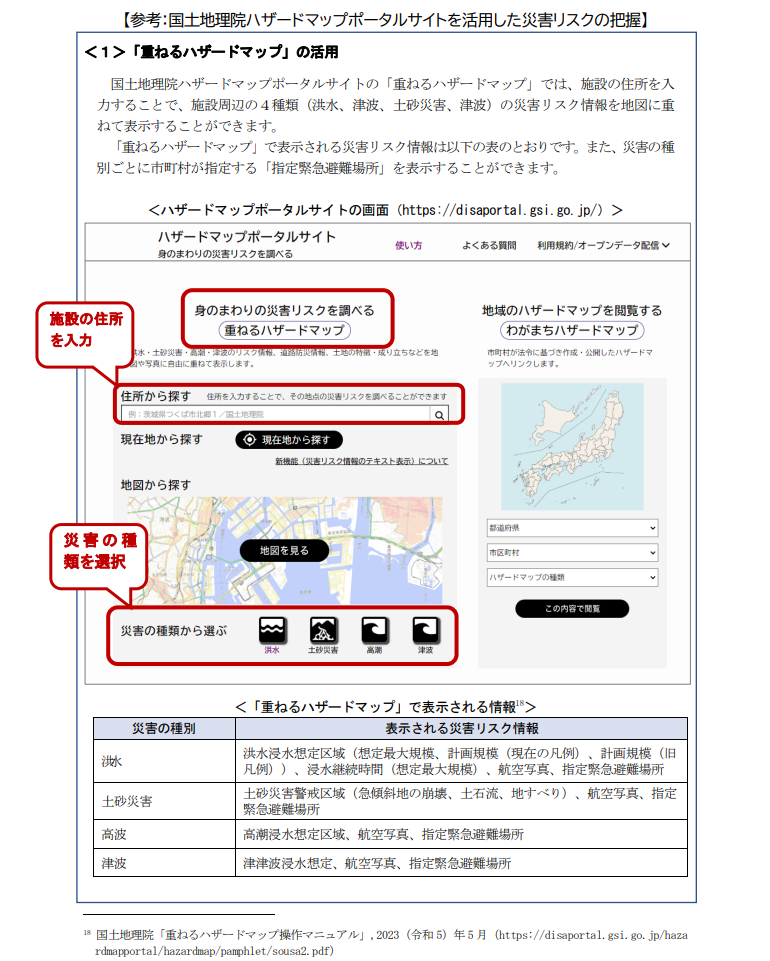 【参考：国土地理院ハザードマップポータルサイトを活用した災害リスクの把握】
＜１＞「重ねるハザードマップ」の活用
国土地理院ハザードマップポータルサイトの「重ねるハザードマップ」では、施設の住所を入
力することで、施設周辺の４種類（洪水、津波、土砂災害、津波）の災害リスク情報を地図に重
ねて表示することができます。
「重ねるハザードマップ」で表示される災害リスク情報は以下の表のとおりです。また、災害の種
別ごとに市町村が指定する「指定緊急避難場所」を表示することができます。
＜ハザードマップポータルサイトの画面（https://disaportal.gsi.go.jp/）＞
ハザードマップポータルサイト
身のまわりの災害リスクを調べる
使い方
よくある質問
利用規約/オープンデータ配信
施設の住所
を入力
身のまわりの災害リスクを調べる
重ねるハザードマップ
洪水・土砂災害・高潮・津波のリスク情報、道路防災情報、土地の特徴・成り立ちなどを地
図や写真に自由に重ねて表示します。
住所から探す 住所を入力することで、その地点の災害リスクを調べることができます
例：茨城県つくば市北郷１／国土地理院
現在地から探す
現在地から探す
新機能（災害リスク情報のテキスト表示）について
地図から探す
地図を見る
災害の種
類を選択
災害の種類から選ぶ
洪水
土砂災害
高潮
津波
地域のハザードマップを閲覧する
わがまちハザードマップ
市町村が法令に基づき作成・公開したハザードマ
ップへリンクします。
都道府県
市区町村
ハザードマップの種類
この内容で閲覧
＜「重ねるハザードマップ」で表示される情報18＞
災害の種別 表示される災害リスク情報
洪水
洪水浸水想定区域（想定最大規模、計画規模（現在の凡例）、計画規模（旧
凡例））、浸水継続時間（想定最大規模）、航空写真、指定緊急避難場所
土砂災害
土砂災害警戒区域（急傾斜地の崩壊、土石流、地すべり）、航空写真、指定
緊急避難場所
高波 高潮浸水想定区域、航空写真、指定緊急避難場所
津波 津津波浸水想定、航空写真、指定緊急避難場所
18 国土地理院「重ねるハザードマップ操作マニュアル」, 2023（令和５）年５月（https://disaportal.gsi.go.jp/haza
rdmapportal/hazardmap/pamphlet/sousa2.pdf）